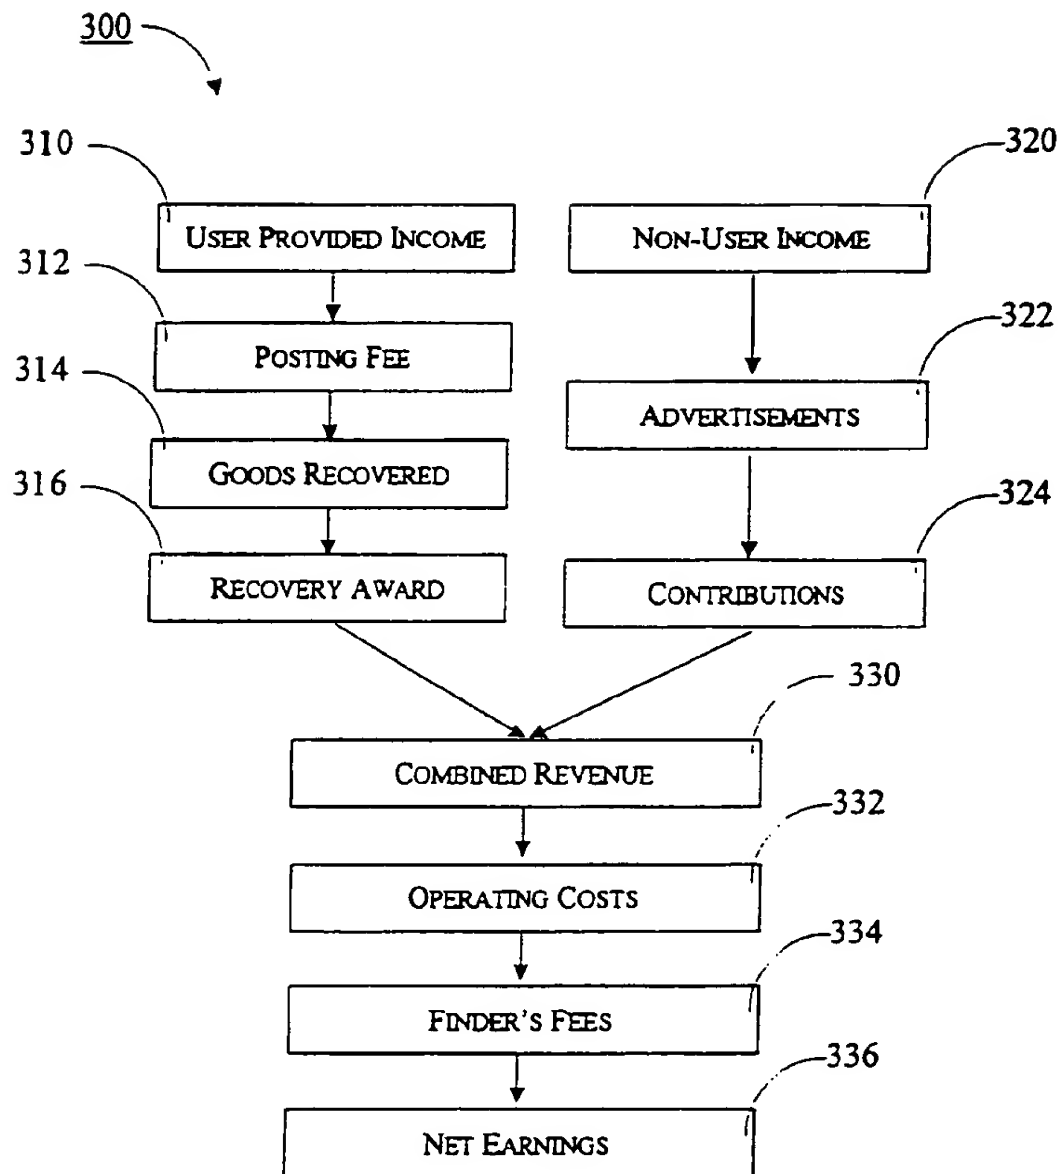 300
310
320
USER PROVIDED INCOME
NON-USER INCOME
312
322
POSTING FEE
314
ADVERTISEMENTS
GOODS RECOVERED
316
324
RECOVERY AWARD
CONTRIBUTIONS
330
COMBINED REVENUE
332
OPERATING COSTS
334
FINDER'S FEES
336
NET EARNINGS